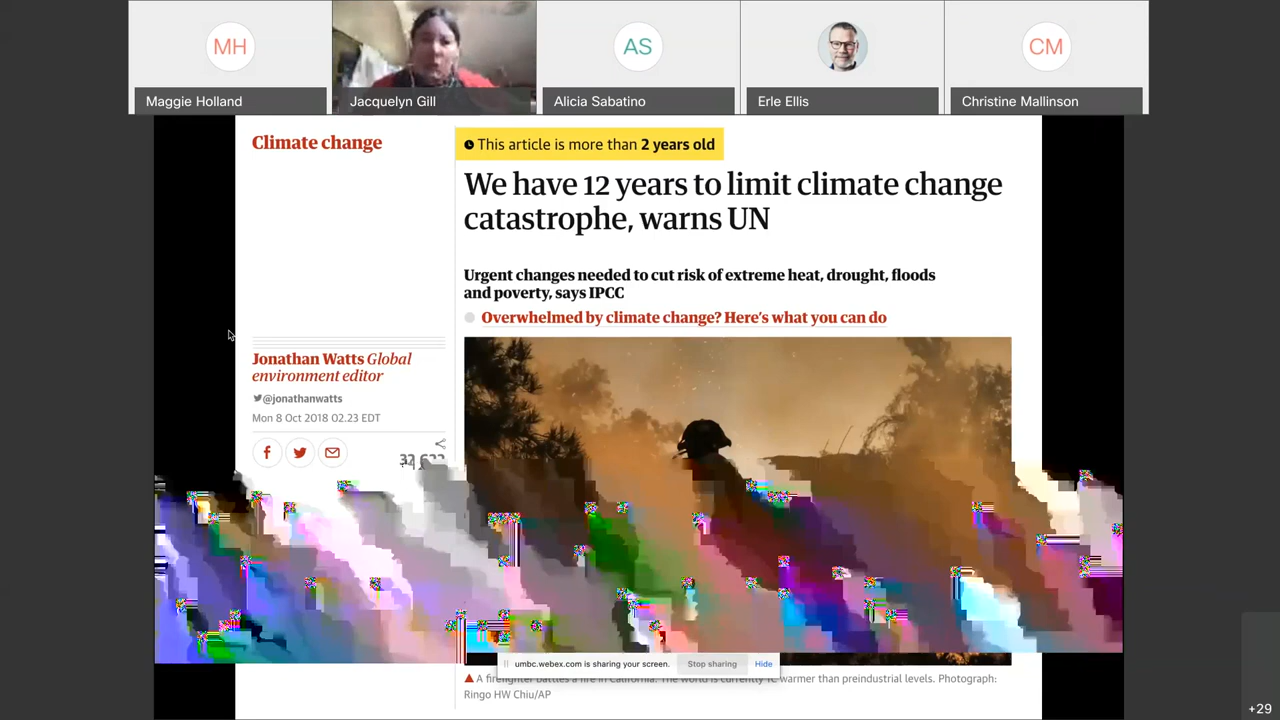 MH
AS
CM
Maggie Holland
Jacquelyn Gill
Alicia Sabatino
Erle Ellis
Christine Mallinson
Climate change
This article is more than 2 years old
We have 12 years to limit climate change
catastrophe, warns UN
Urgent changes needed to cut risk of extreme heat, drought, floods
and poverty, says IPCC
Overwhelmed by climate change? Here's what you can do
Jonathan Watts Global
environment editor
@jonathanwatts
Mon 8 Oct 2018 02.23 EDT
umbc.webex.com is sharing your screen.
Stop sharing
Hide
A firefighter battles a fire in California. The world is currently 1C warmer than preindustrial levels. Photograph:
Ringo HW Chiu/AP
+29